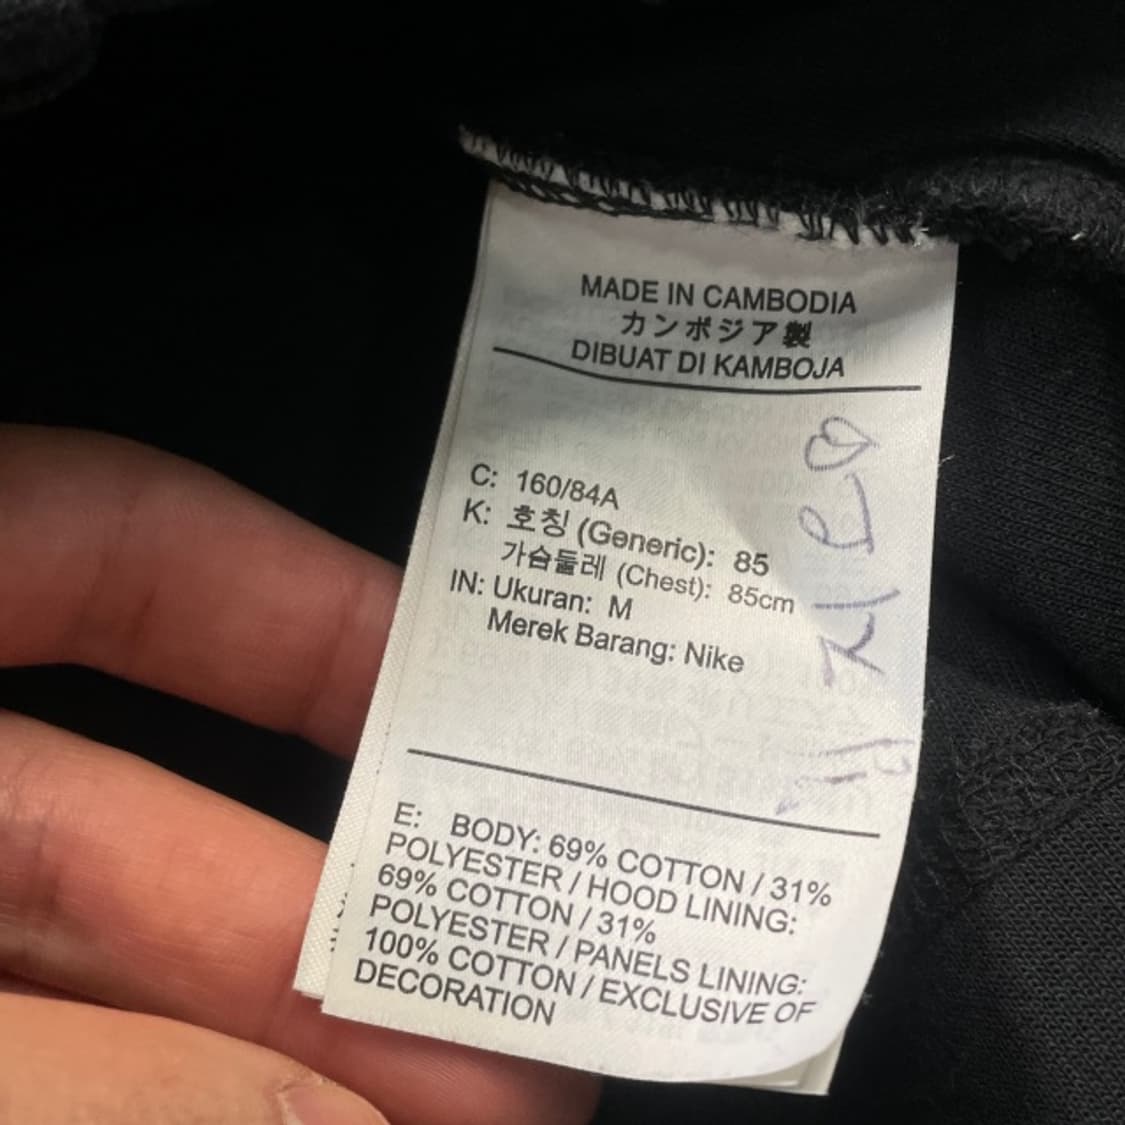 MADE IN CAMBODIA
カンボジア製
DIBUAT DI KAMBOJA
C: 160/84A
K: 호칭 (Generic): 85
가슴둘레 (Chest): 85cm
IN: Ukuran: M
Merek Barang: Nike
E: BODY: 69% COTTON / 31%
POLYESTER / HOOD LINING:
69% COTTON / 31%
POLYESTER / PANELS LINING:
100% COTTON / EXCLUSIVE OF
DECORATION